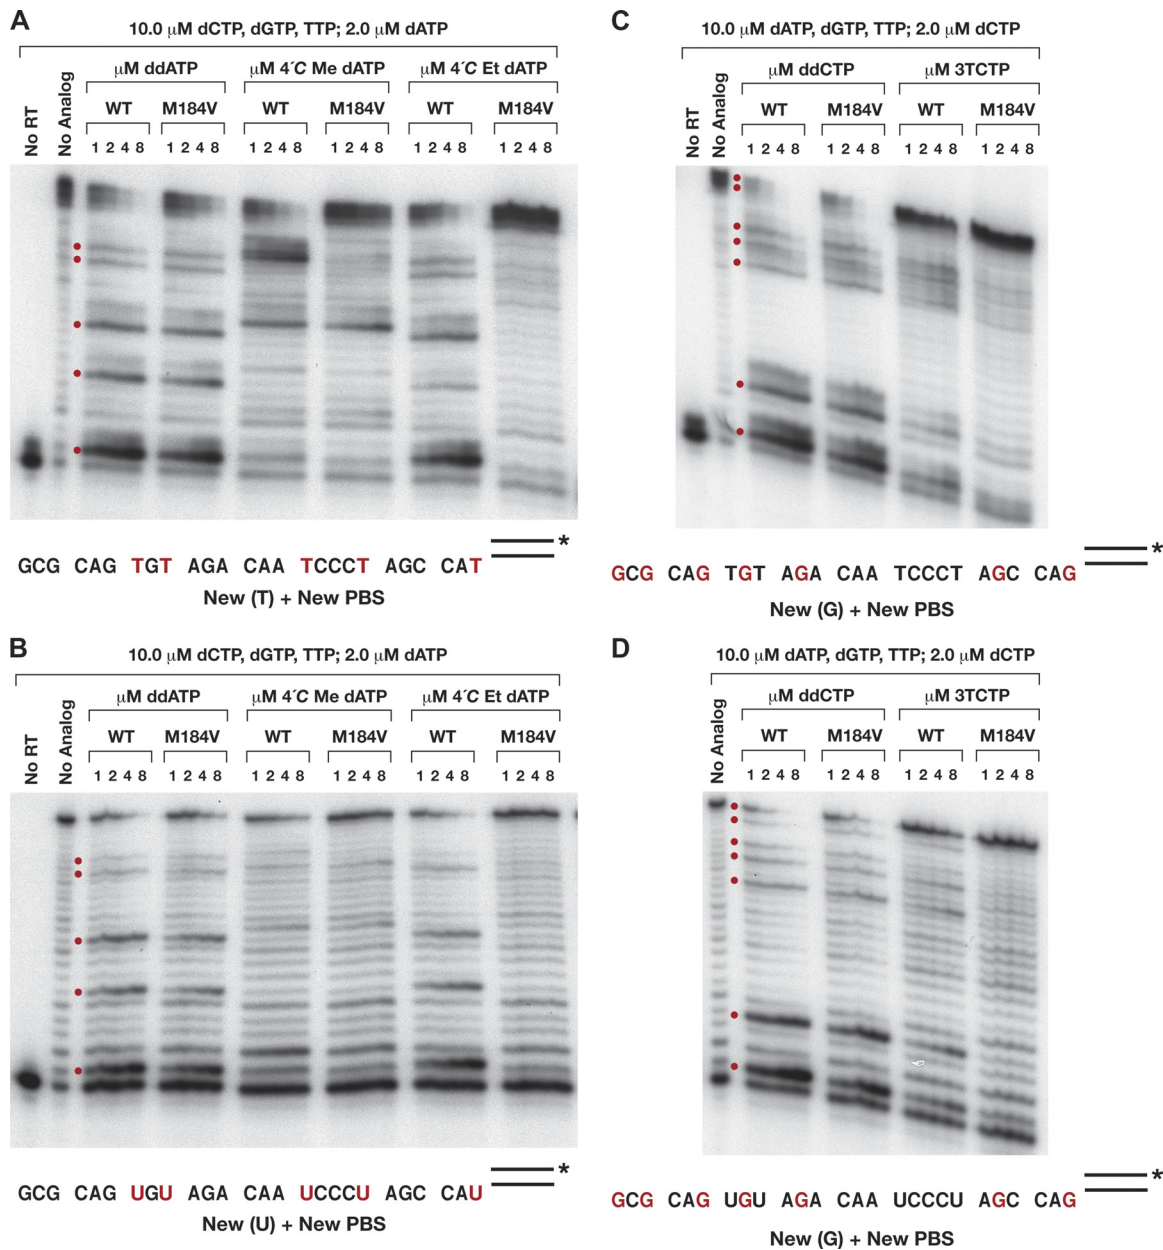 A
10.0 μM dCTP, dGTP, TTP; 2.0 μM dATP
μM ddATP μM 4´C Me dATP μM 4´C Et dATP
No RT No Analog WT M184V WT M184V WT M184V
1 2 4 8 1 2 4 8 1 2 4 8 1 2 4 8 1 2 4 8 1 2 4 8
*
GCG CAG TGT AGA CAA TCCCT AGC CAT
New (T) + New PBS
B
10.0 μM dCTP, dGTP, TTP; 2.0 μM dATP
μM ddATP μM 4´C Me dATP μM 4´C Et dATP
No RT No Analog WT M184V WT M184V WT M184V
1 2 4 8 1 2 4 8 1 2 4 8 1 2 4 8 1 2 4 8 1 2 4 8
*
GCG CAG UGU AGA CAA UCCCU AGC CAU
New (U) + New PBS
C
10.0 μM dATP, dGTP, TTP; 2.0 μM dCTP
μM ddCTP μM 3TCTP
No RT No Analog WT M184V WT M184V
1 2 4 8 1 2 4 8 1 2 4 8 1 2 4 8
*
GCG CAG TGT AGA CAA TCCCT AGC CAG
New (G) + New PBS
D
10.0 μM dATP, dGTP, TTP; 2.0 μM dCTP
μM ddCTP μM 3TCTP
No Analog WT M184V WT M184V
1 2 4 8 1 2 4 8 1 2 4 8 1 2 4 8
*
GCG CAG UGU AGA CAA UCCCU AGC CAG
New (G) + New PBS